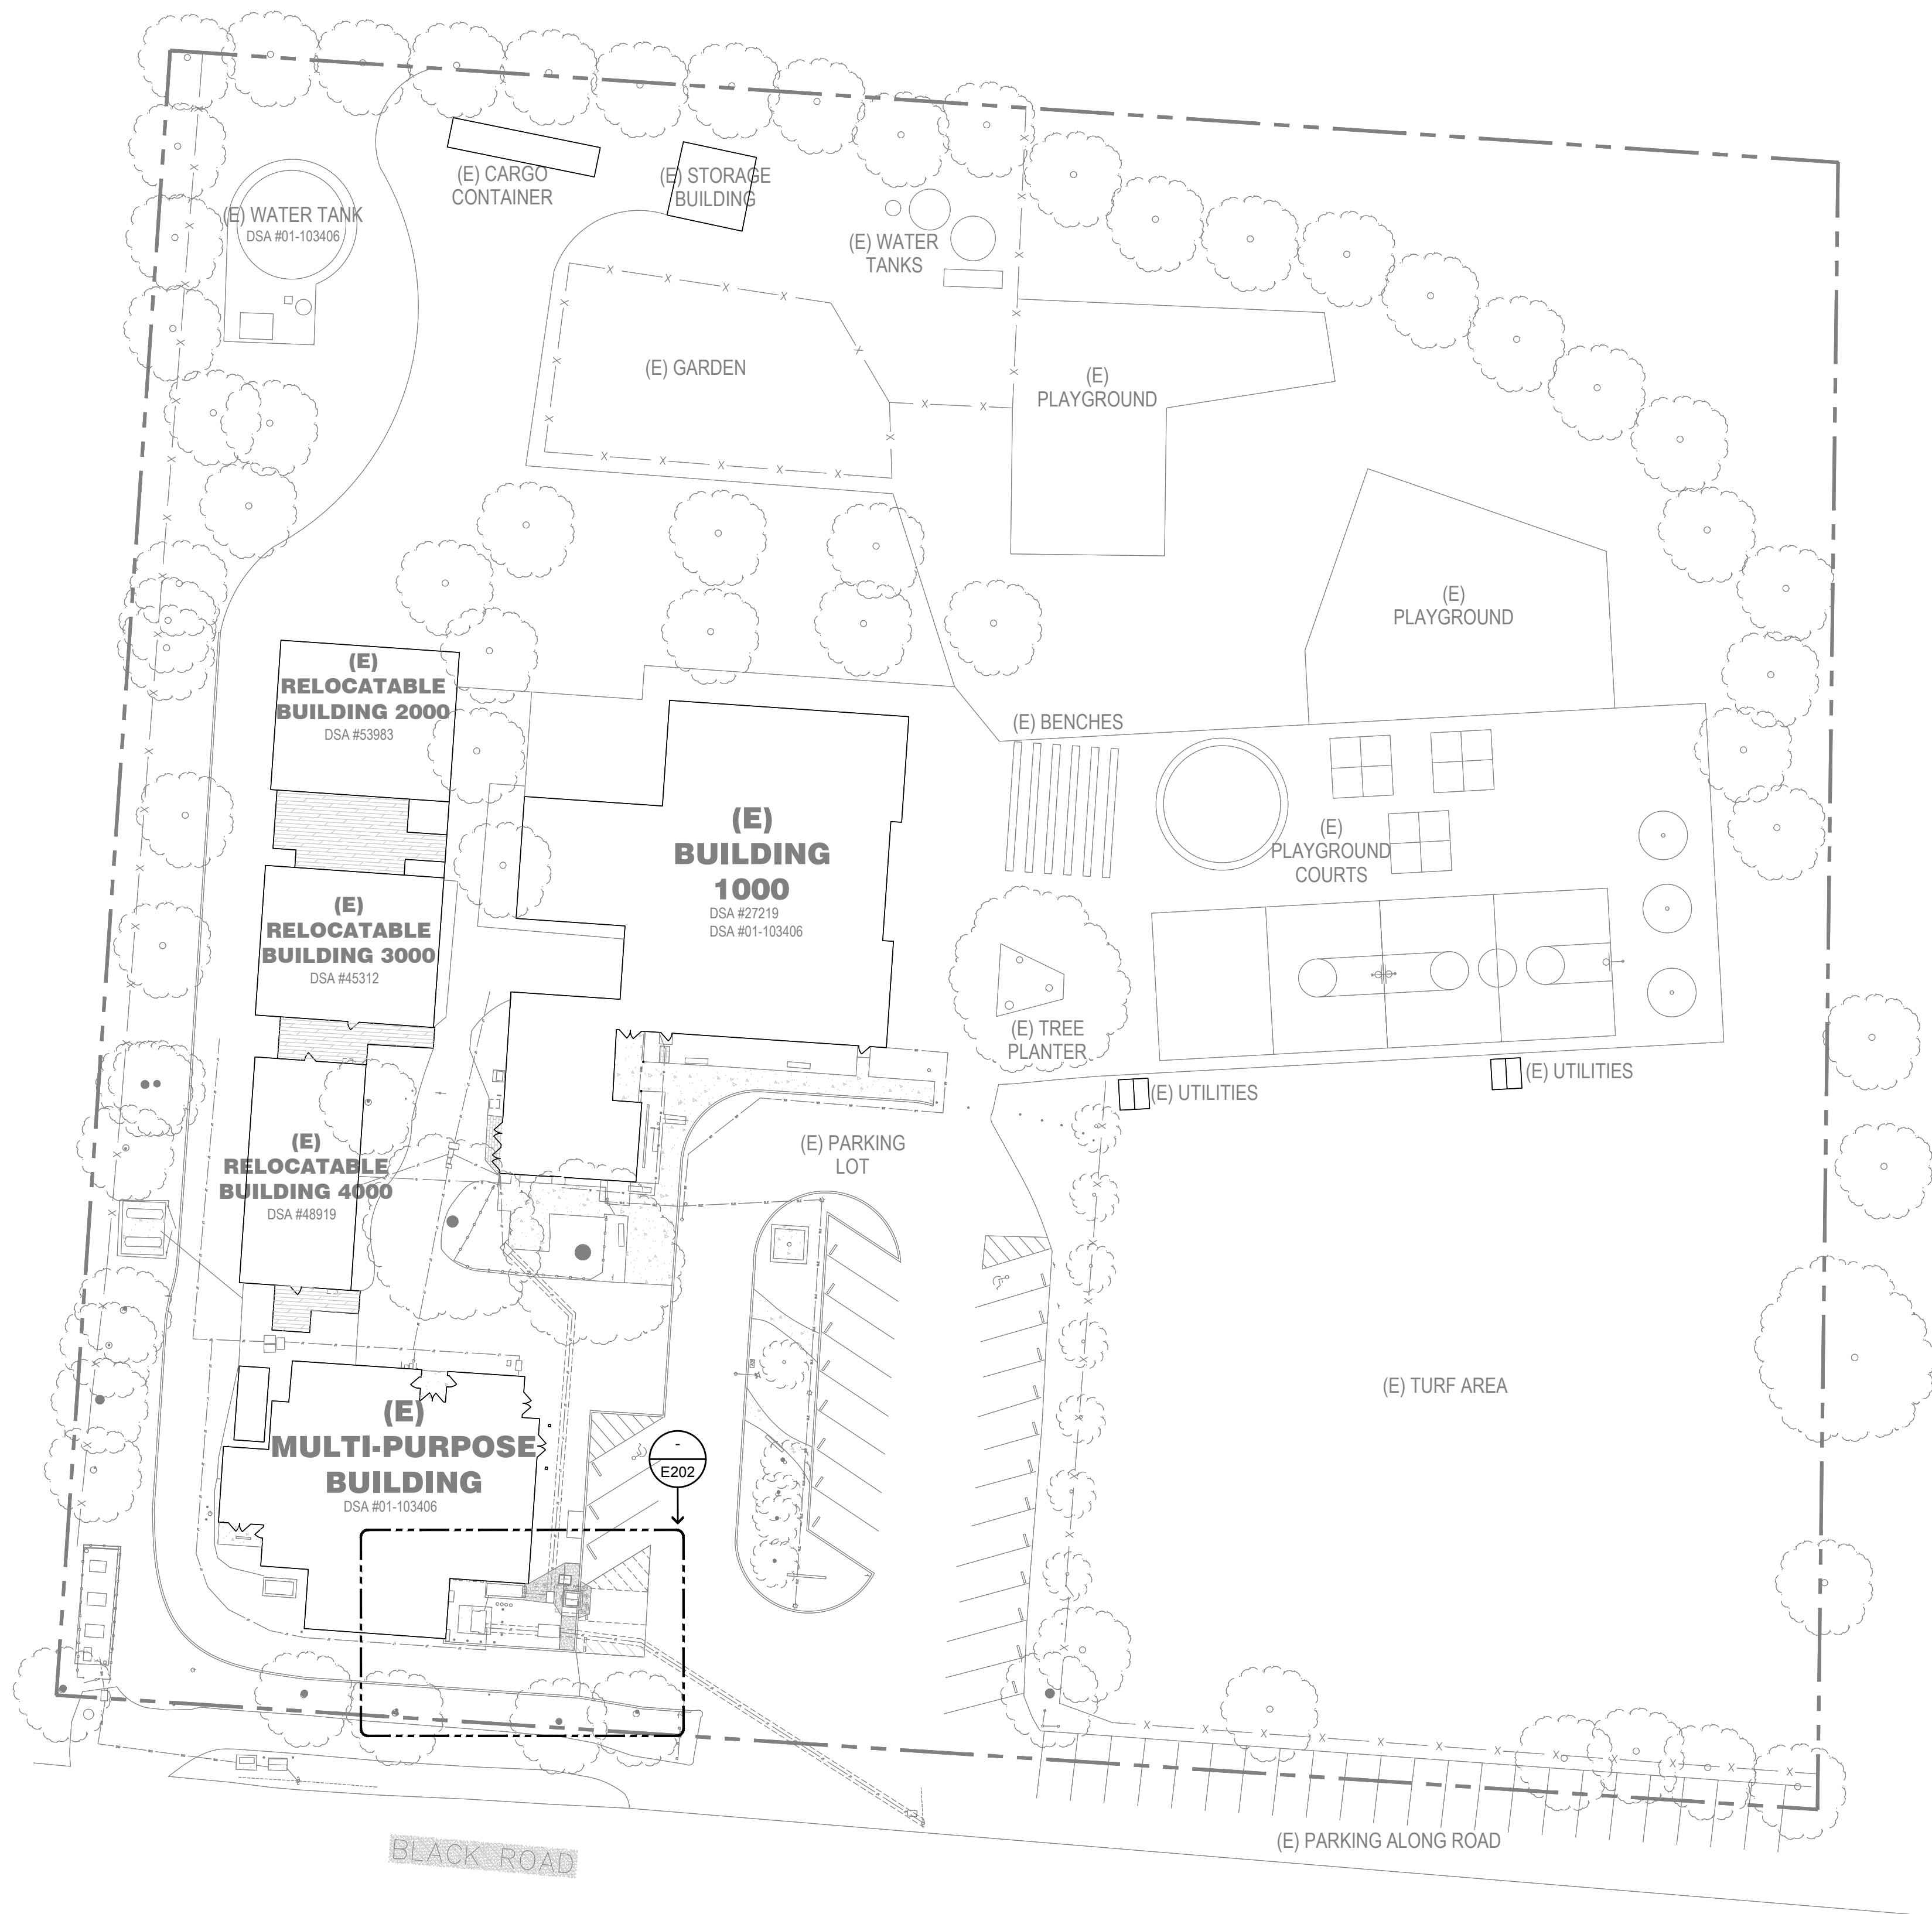 (E) CARGO
CONTAINER
(E) STORAGE
BUILDING
(E) WATER TANK
DSA #01-103406
(E) WATER
TANKS
(E) GARDEN
(E)
PLAYGROUND
(E)
PLAYGROUND
(E)
RELOCATABLE
BUILDING 2000
DSA #53983
(E) BENCHES
(E)
BUILDING
1000
DSA #27219
DSA #01-103406
(E)
PLAYGROUND
COURTS
(E)
RELOCATABLE
BUILDING 3000
DSA #45312
(E) TREE
PLANTER
(E) UTILITIES
(E) UTILITIES
(E) PARKING
LOT
(E)
RELOCATABLE
BUILDING 4000
DSA #48919
(E) TURF AREA
(E)
MULTI-PURPOSE
BUILDING
DSA #01-103406
-
E202
(E) PARKING ALONG ROAD
BLACK ROAD